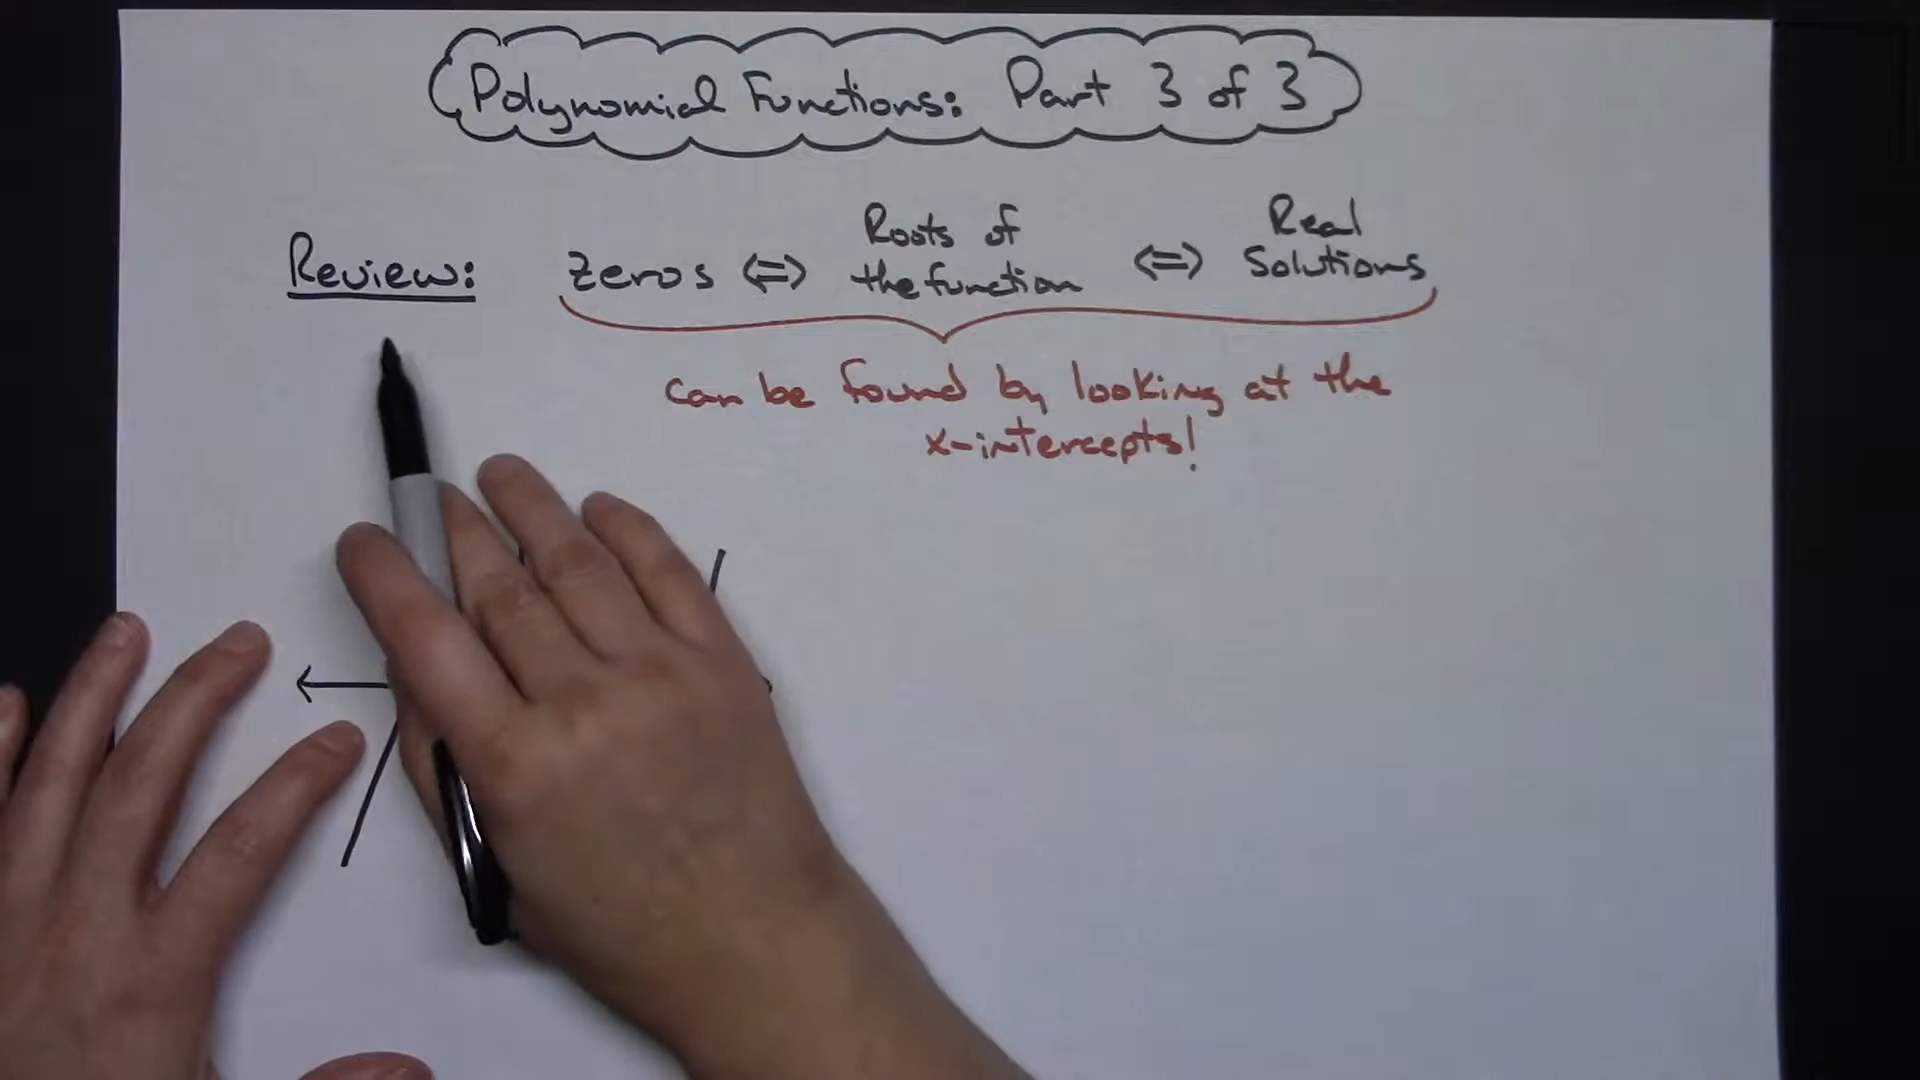 Polynomial Functions: Part 3 of 3
Review: zeros <=> Roots of the function <=> Real Solutions
can be found by looking at the
x-intercepts!